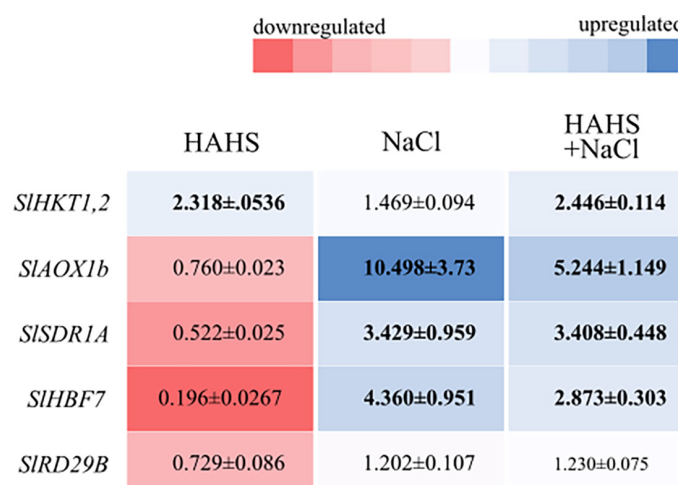 downregulated upregulated
HAHS NaCl HAHS
+NaCl
SlHKT1,2 2.318±.0536 1.469±0.094 2.446±0.114
SlAOX1b 0.760±0.023 10.498±3.73 5.244±1.149
SlSDR1A 0.522±0.025 3.429±0.959 3.408±0.448
SlHBF7 0.196±0.0267 4.360±0.951 2.873±0.303
SlRD29B 0.729±0.086 1.202±0.107 1.230±0.075